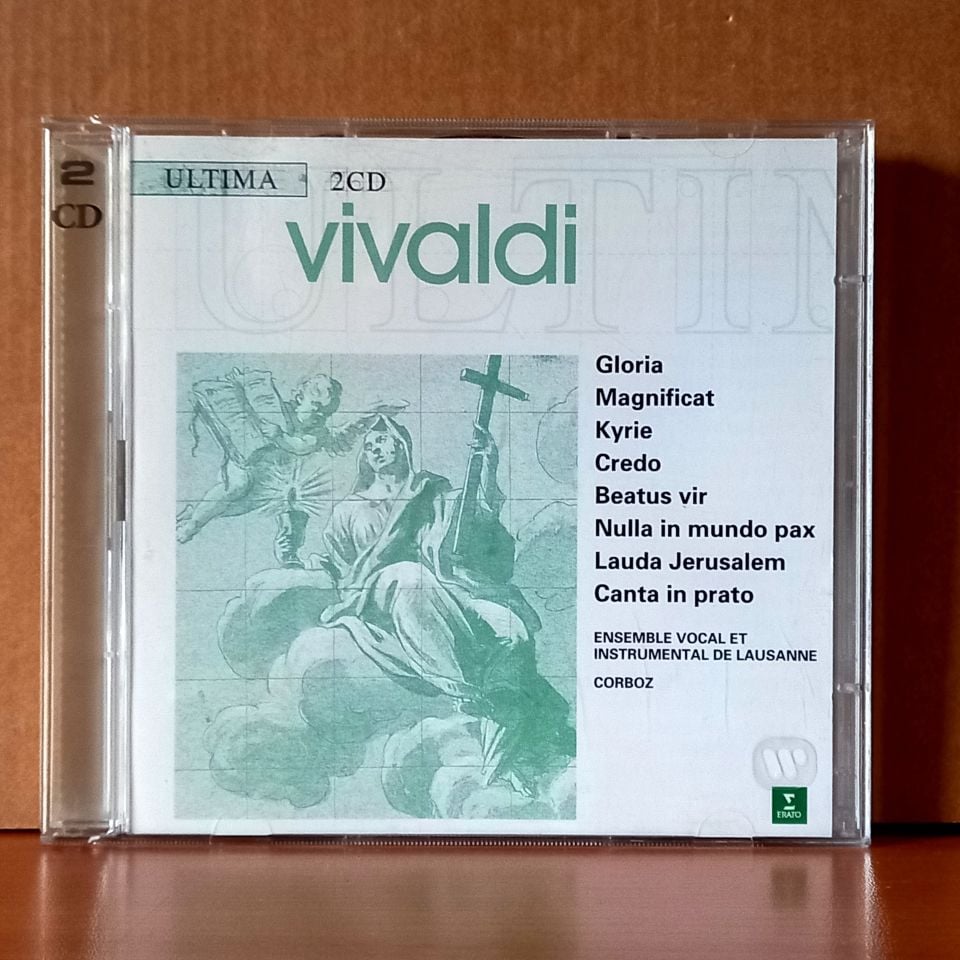 2
CD
ULTIMA 2CD
ULTIM
vivaldi
Gloria
Magnificat
Kyrie
Credo
Beatus vir
Nulla in mundo pax
Lauda Jerusalem
Canta in prato
ENSEMBLE VOCAL ET
INSTRUMENTAL DE LAUSANNE
CORBOZ
ERATO